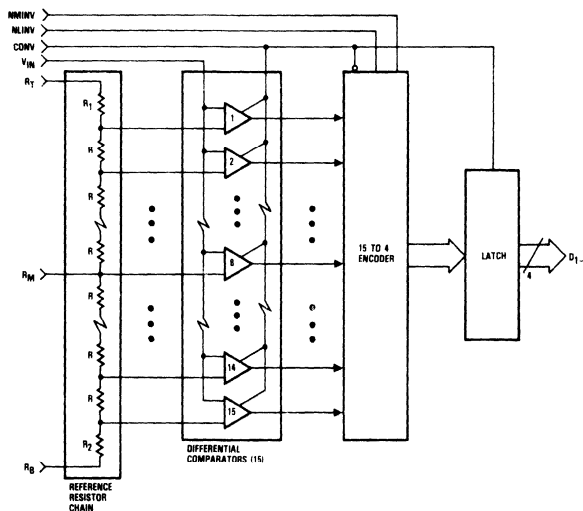 NMINV
NLINV
CONV
VIN
RT
R1
R
R
R
RM
R
R
R
R2
RB
REFERENCE
RESISTOR
CHAIN
1
2
8
14
15
DIFFERENTIAL
COMPARATORS (15)
15 TO 4
ENCODER
LATCH
4
D1-